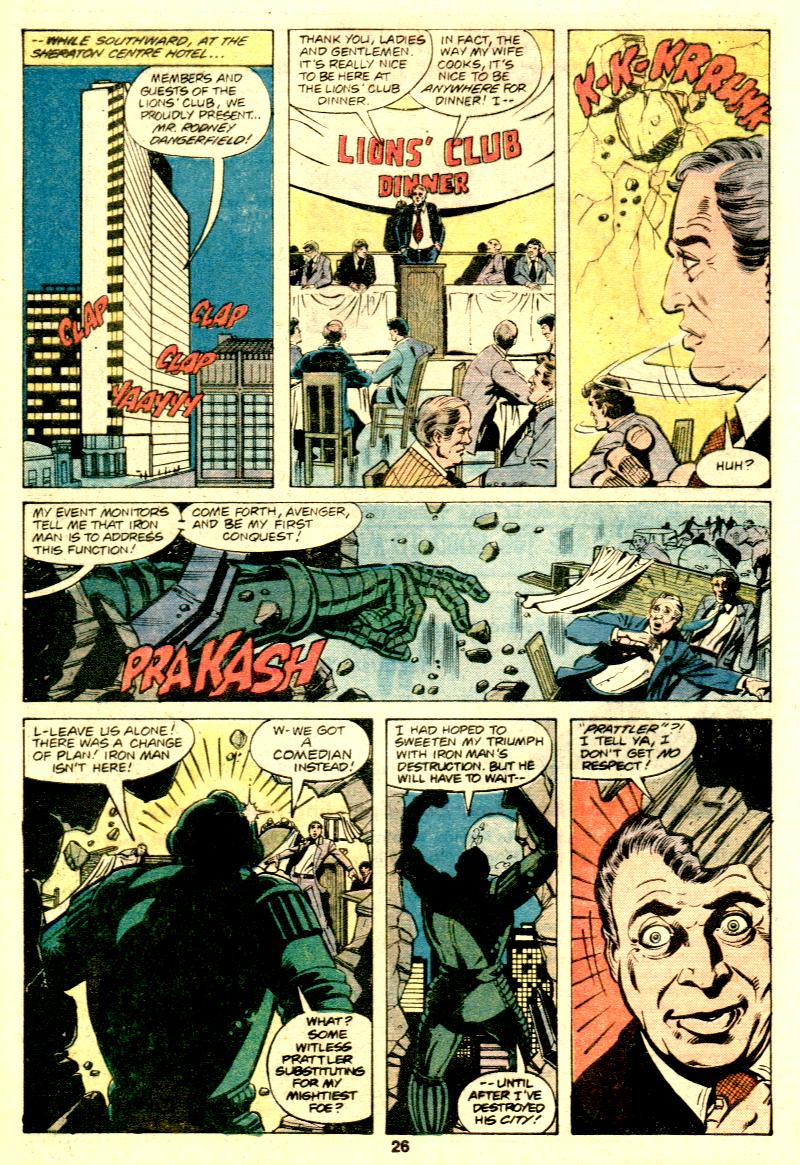 --WHILE SOUTHWARD, AT THE
SHERATON CENTRE HOTEL...
MEMBERS AND
GUESTS OF THE
LIONS' CLUB, WE
PROUDLY PRESENT...
MR. RODNEY
DANGERFIELD!
CLAP
CLAP
CLAP
YAAYYY
THANK YOU, LADIES
AND GENTLEMEN.
IT'S REALLY NICE
TO BE HERE AT
THE LIONS' CLUB
DINNER.
IN FACT, THE
WAY MY WIFE
COOKS, IT'S
NICE TO BE
ANYWHERE FOR
DINNER! I--
LIONS' CLUB
DINNER
K-K-KRRUNK
HUH?
MY EVENT MONITORS
TELL ME THAT IRON
MAN IS TO ADDRESS
THIS FUNCTION!
COME FORTH, AVENGER,
AND BE MY FIRST
CONQUEST!
PRAKASH
L-LEAVE US ALONE!
THERE WAS A CHANGE
OF PLAN! IRON MAN
ISN'T HERE!
W-WE GOT
A
COMEDIAN
INSTEAD!
WHAT?
SOME
WITLESS
PRATTLER
SUBSTITUTING
FOR MY
MIGHTIEST
FOE?
I HAD HOPED TO
SWEETEN MY TRIUMPH
WITH IRON MAN'S
DESTRUCTION. BUT HE
WILL HAVE TO WAIT--
--UNTIL
AFTER I'VE
DESTROYED
HIS CITY!
"PRATTLER"?!
I TELL YA, I
DON'T GET NO
RESPECT!
26